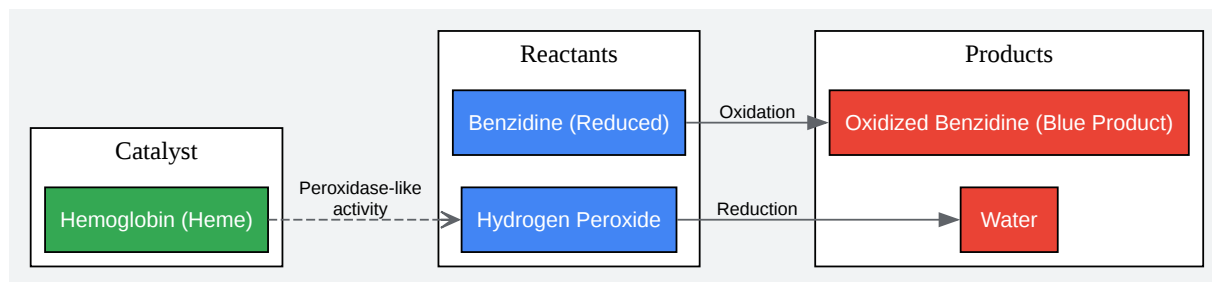 Catalyst
Hemoglobin (Heme)
Peroxidase-like
activity
Reactants
Benzidine (Reduced)
Hydrogen Peroxide
Oxidation
Reduction
Products
Oxidized Benzidine (Blue Product)
Water